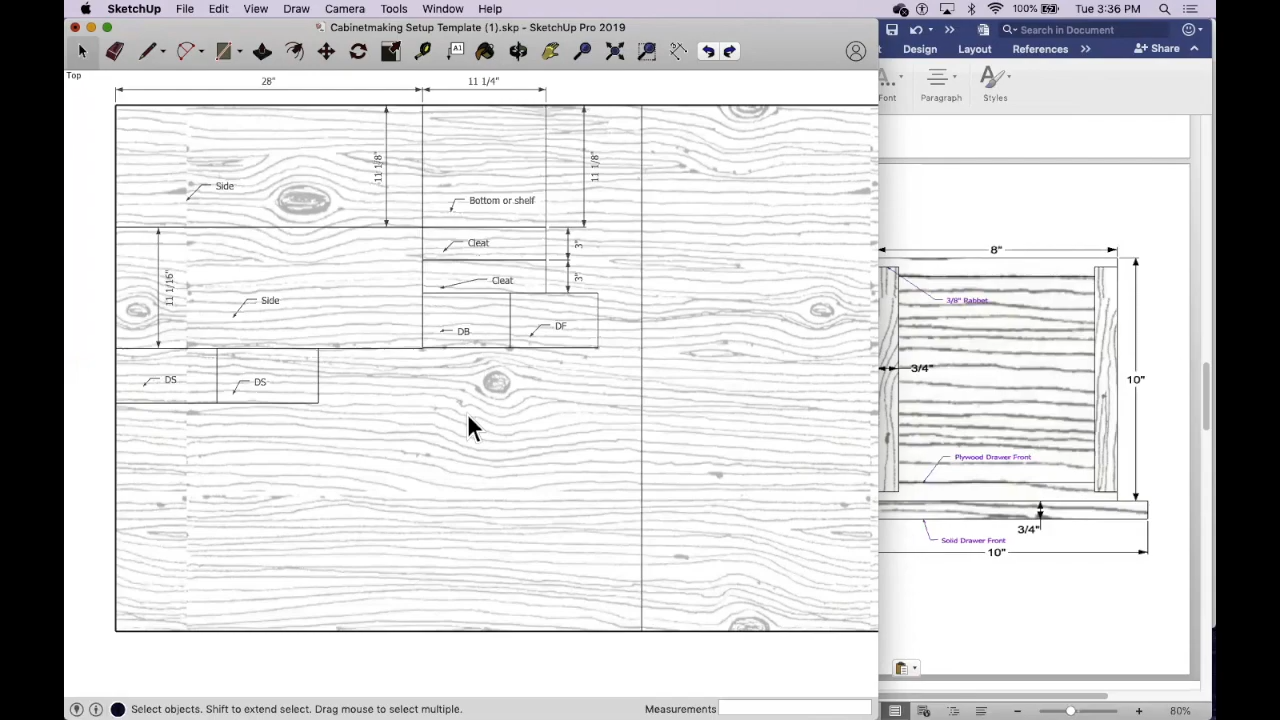 SketchUp File Edit View Draw Camera Tools Window Help 100% Tue 3:36 PM
Cabinetmaking Setup Template (1).skp - SketchUp Pro 2019
Search in Document
Design Layout References Share
Font Paragraph Styles
A1
Top
28"
11 1/4"
11 1/8"
11 1/8"
Side
Bottom or shelf
Cleat
3"
Cleat
3"
11 7/16"
Side
DB
DF
DS
DS
8"
3/8" Rabbet
3/4"
10"
Plywood Drawer Front
3/4"
Solid Drawer Front
10"
Select objects. Shift to extend select. Drag mouse to select multiple.
Measurements
80%